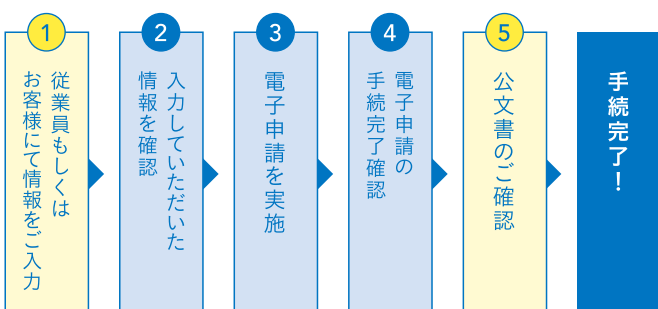 1
従業員もしくは
お客様にて情報をご入力
2
入力していただいた
情報を確認
3
電子申請を実施
4
電子申請の
手続完了確認
5
公文書のご確認
手続完了！